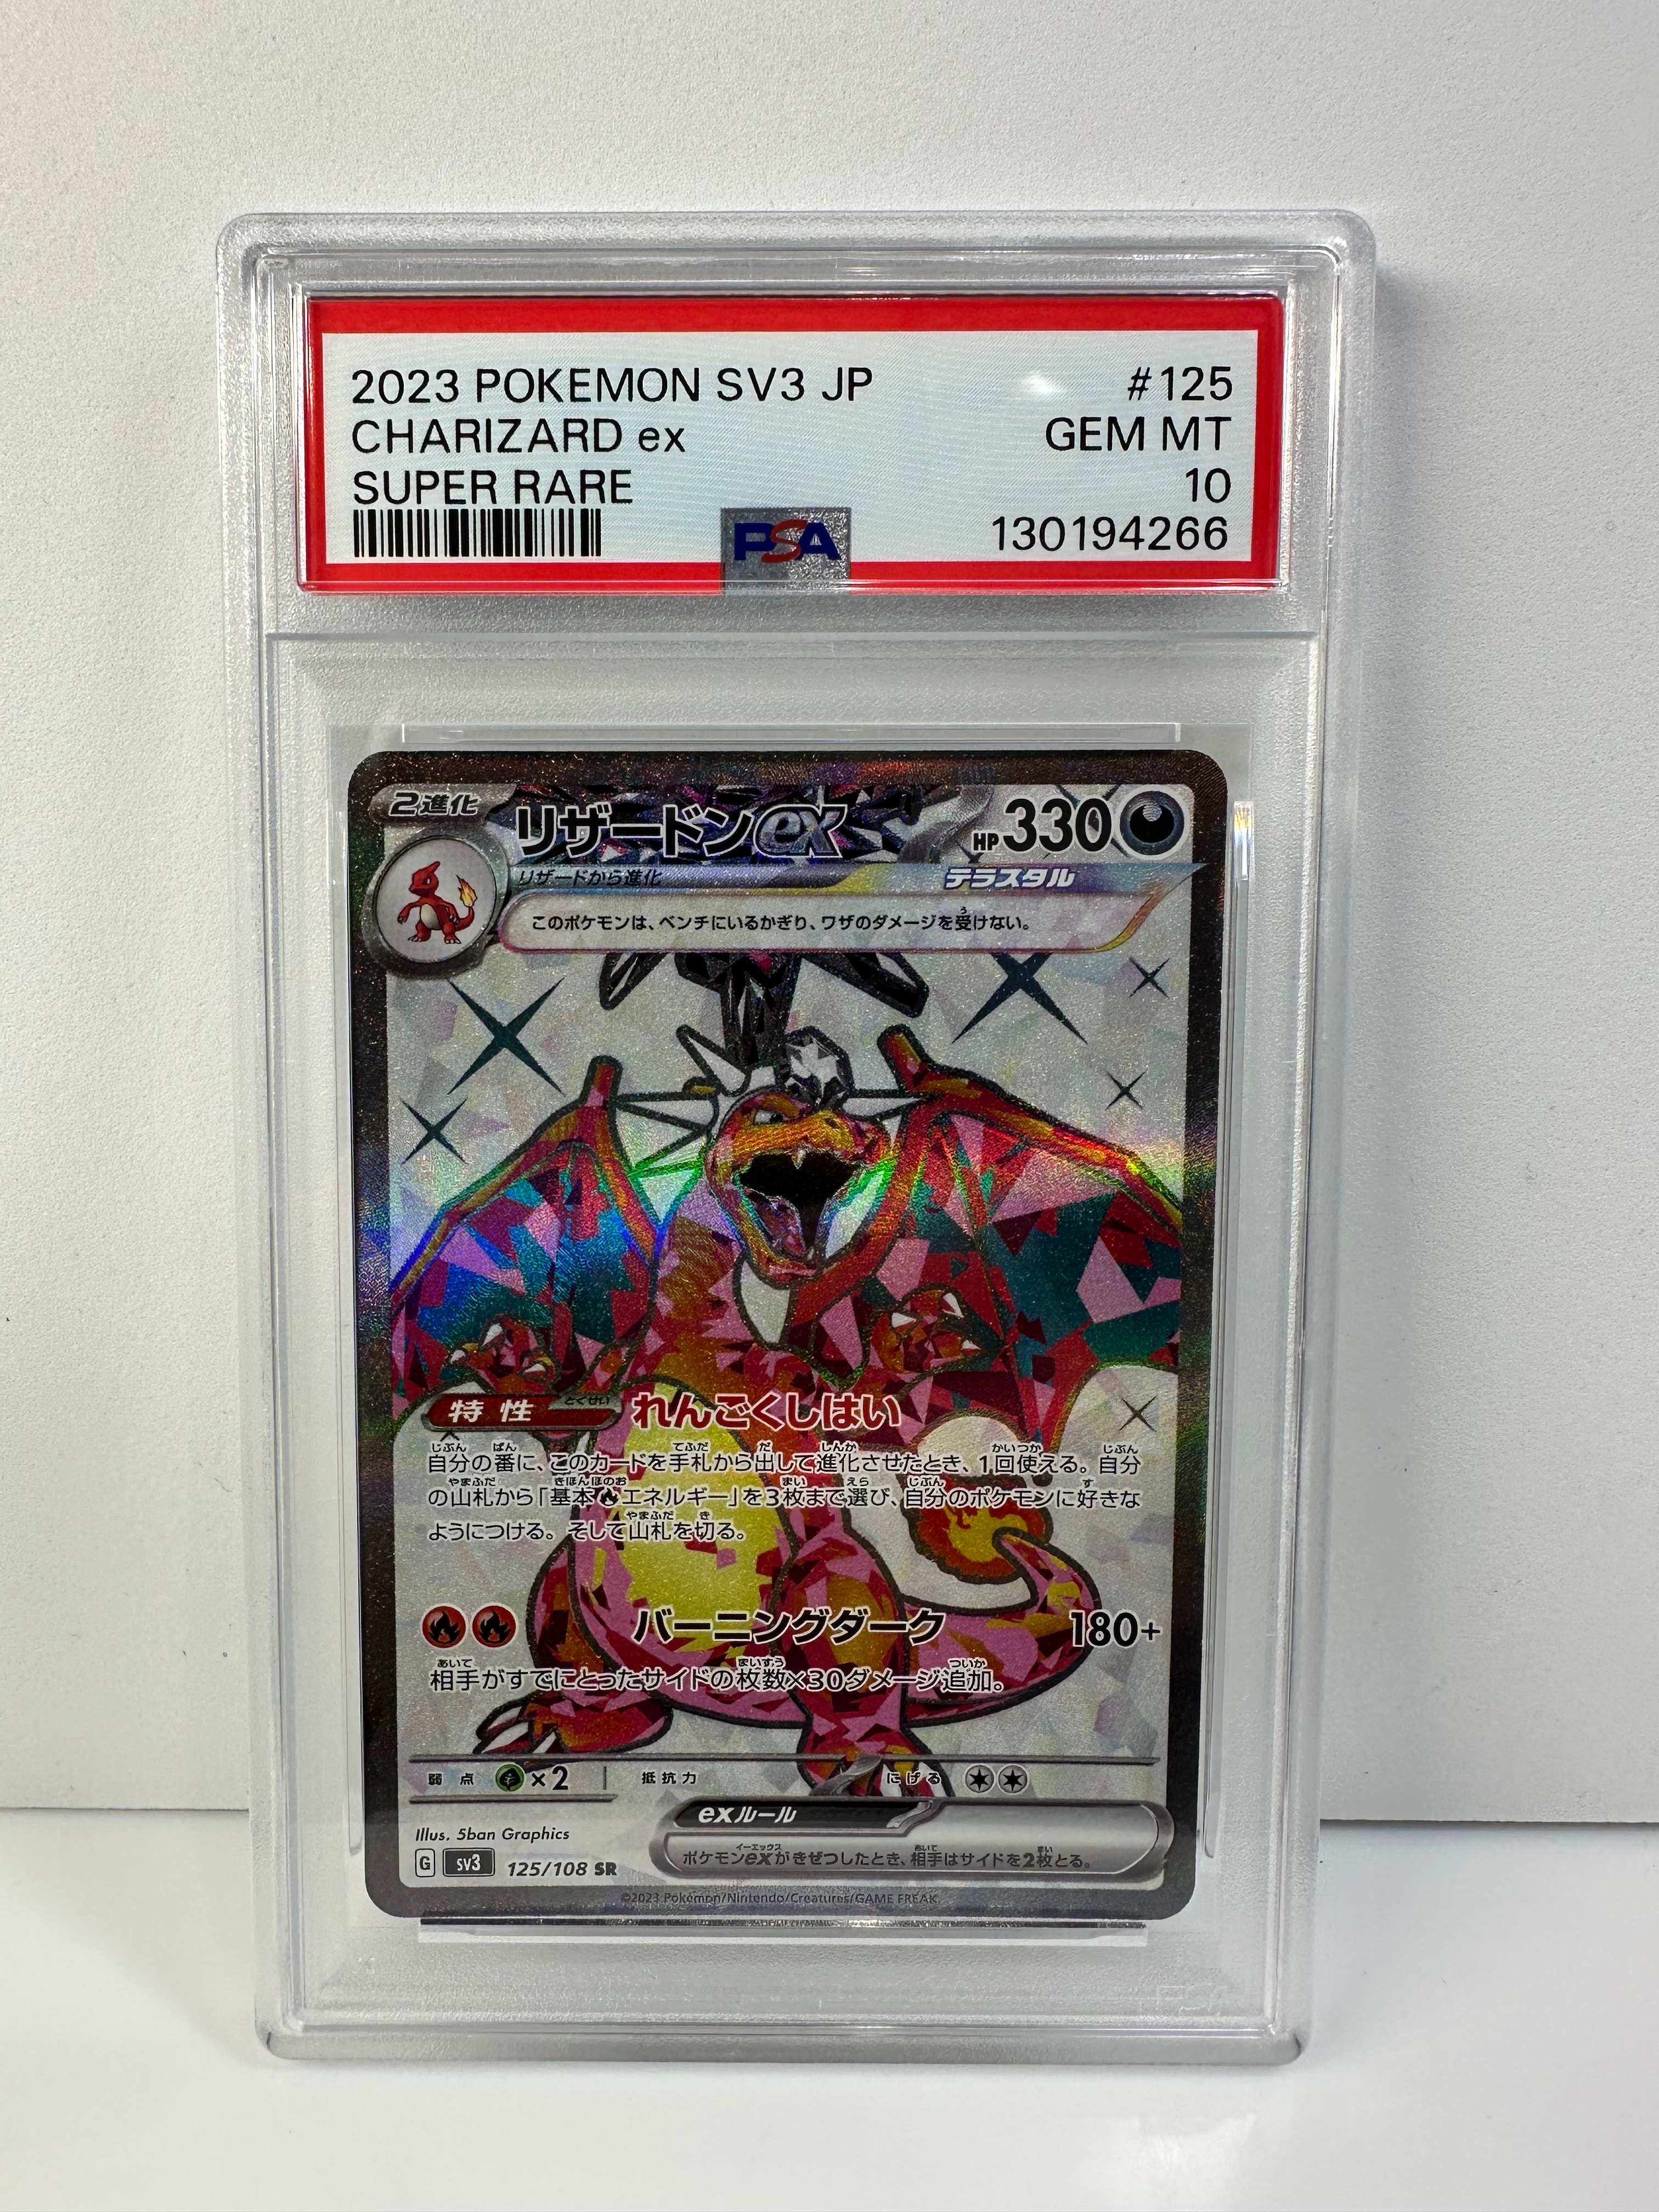 2023 POKEMON SV3 JP #125
CHARIZARD ex GEM MT
SUPER RARE 10
PSA 130194266
2進化 リザードンex HP330
リザードから進化 テラスタル
このポケモンは、ベンチにいるかぎり、ワザのダメージを受けない。
特性 れんごくしはい
自分の番に、このカードを手札から出して進化させたとき、1回使える。自分
の山札から「基本エネルギー」を3枚まで選び、自分のポケモンに好きな
ようにつける。そして山札を切る。
バーニングダーク 180+
相手がすでにとったサイドの枚数×30ダメージ追加。
弱点 ×2 抵抗力 にげる
exルール
ポケモンexがきぜつしたとき、相手はサイドを2枚とる。
Illus. 5ban Graphics
G sv3 125/108 SR
©2023 Pokémon/Nintendo/Creatures/GAME FREAK